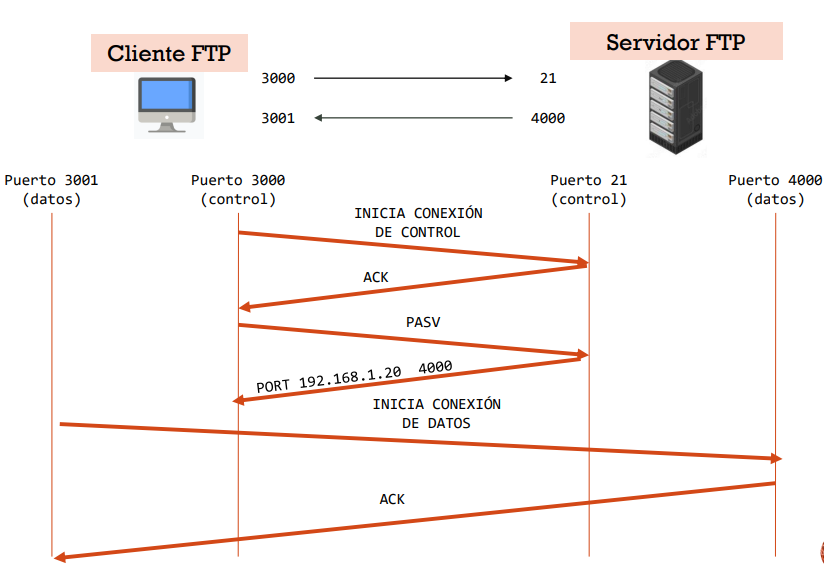 Cliente FTP
Servidor FTP
3000
21
3001
4000
Puerto 3001
(datos)
Puerto 3000
(control)
Puerto 21
(control)
Puerto 4000
(datos)
INICIA CONEXIÓN
DE CONTROL
ACK
PASV
PORT 192.168.1.20 4000
INICIA CONEXIÓN
DE DATOS
ACK